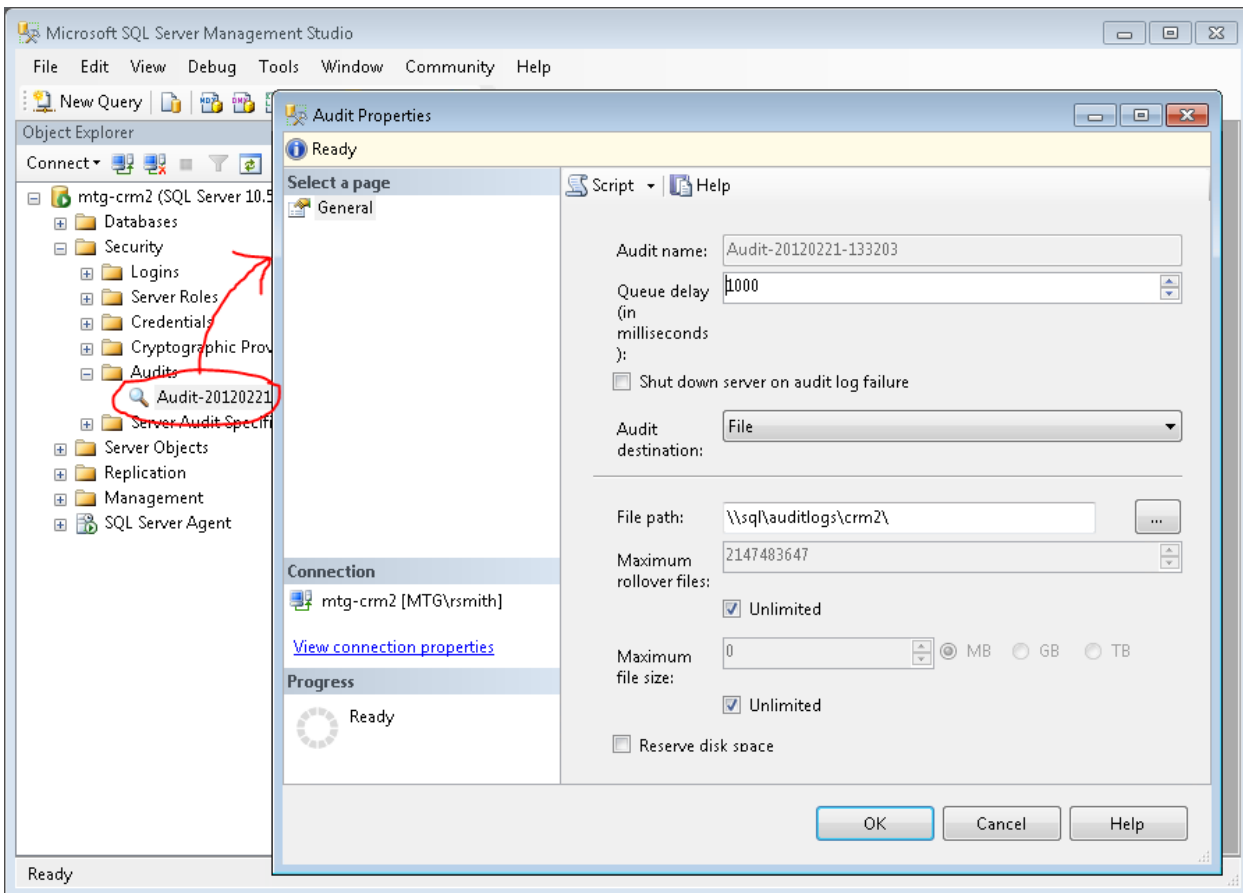 Microsoft SQL Server Management Studio
File Edit View Debug Tools Window Community Help
New Query
Object Explorer
Connect
mtg-crm2 (SQL Server 10.5
Databases
Security
Logins
Server Roles
Credentials
Cryptographic Prov
Audits
Audit-20120221
Server Audit Specifi
Server Objects
Replication
Management
SQL Server Agent
Ready
Audit Properties
Ready
Select a page
General
Connection
mtg-crm2 [MTG\rsmith]
View connection properties
Progress
Ready
Script Help
Audit name: Audit-20120221-133203
Queue delay 1000
(in
milliseconds
):
Shut down server on audit log failure
Audit File
destination:
File path: \\sql\auditlogs\crm2\ ...
Maximum 2147483647
rollover files:
Unlimited
Maximum 0 MB GB TB
file size:
Unlimited
Reserve disk space
OK Cancel Help